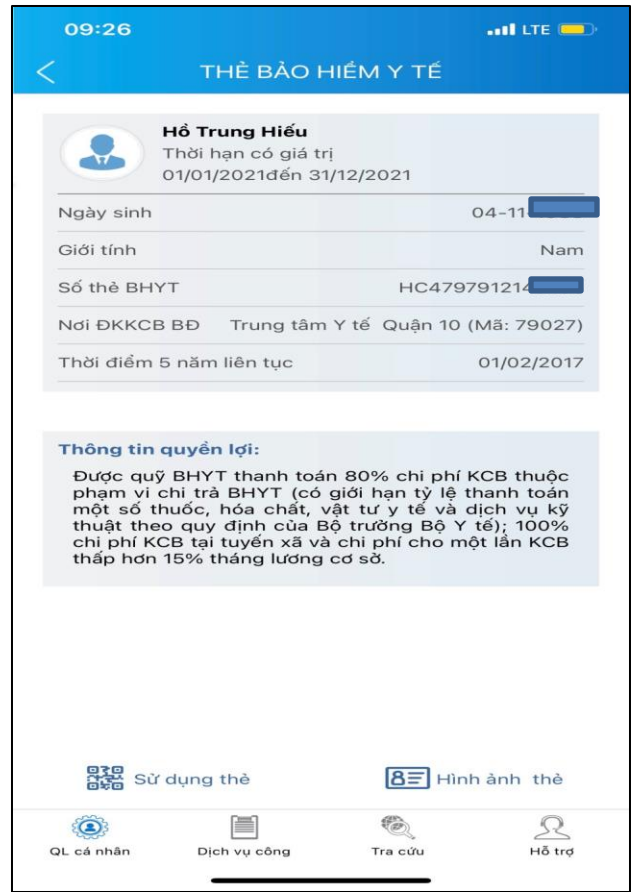 09:26 LTE
THẺ BẢO HIỂM Y TẾ
Hồ Trung Hiếu
Thời hạn có giá trị
01/01/2021đến 31/12/2021
Ngày sinh 04-11
Giới tính Nam
Số thẻ BHYT HC479791214
Nơi ĐKKCB BĐ Trung tâm Y tế Quận 10 (Mã: 79027)
Thời điểm 5 năm liên tục 01/02/2017
Thông tin quyền lợi:
Được quỹ BHYT thanh toán 80% chi phí KCB thuộc
phạm vi chi trả BHYT (có giới hạn tỷ lệ thanh toán
một số thuốc, hóa chất, vật tư y tế và dịch vụ kỹ
thuật theo quy định của Bộ trưởng Bộ Y tế); 100%
chi phí KCB tại tuyến xã và chi phí cho một lần KCB
thấp hơn 15% tháng lương cơ sở.
Sử dụng thẻ Hình ảnh thẻ
QL cá nhân Dịch vụ công Tra cứu Hỗ trợ